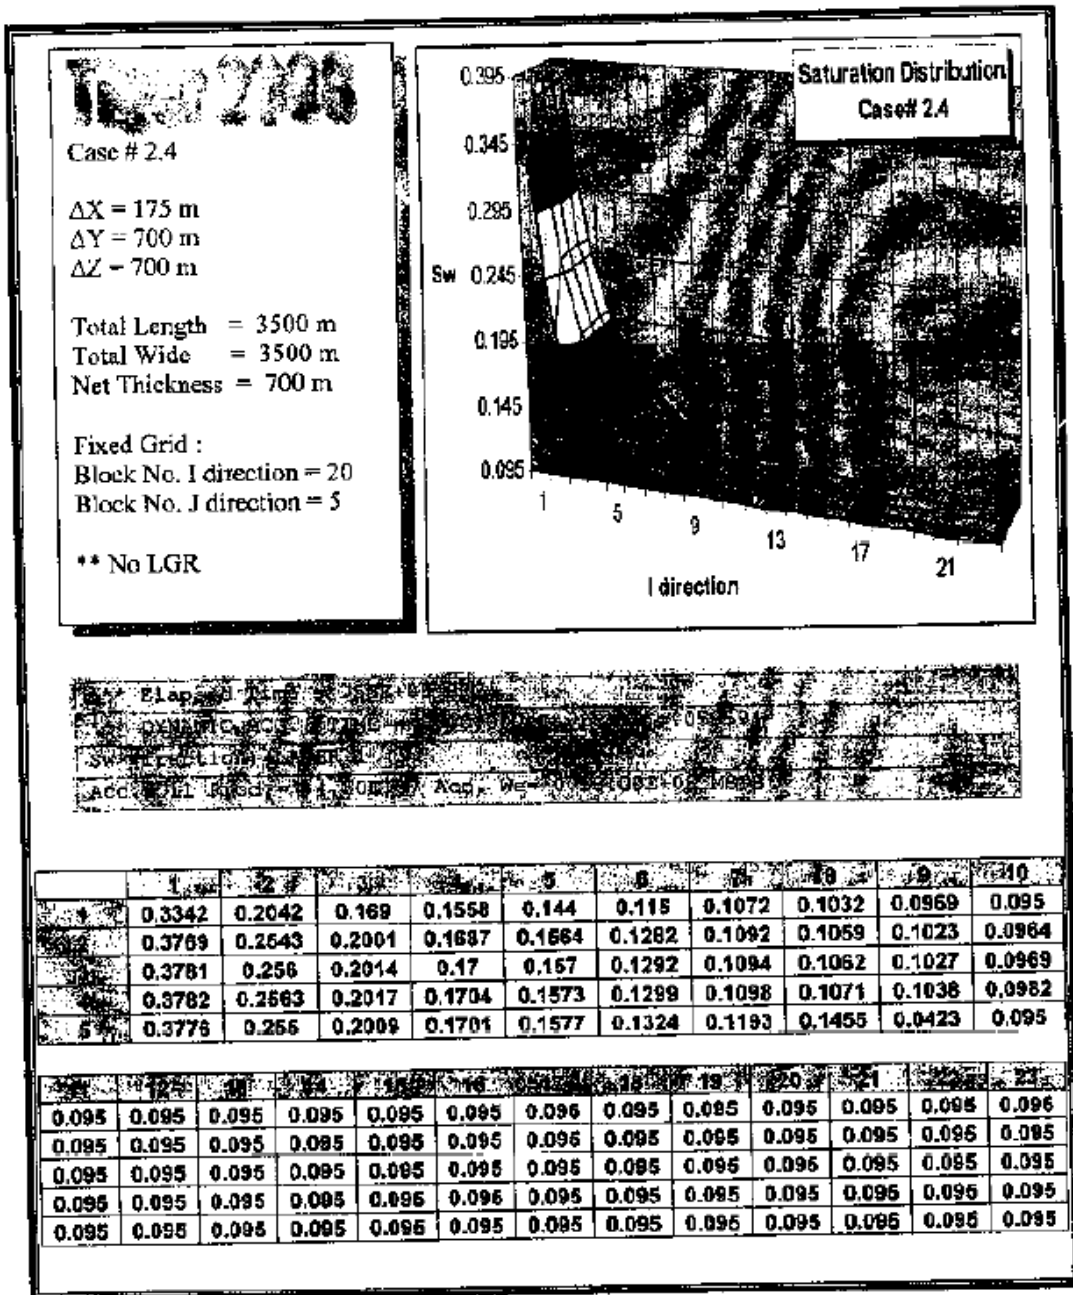 Case # 2.4
ΔX = 175 m
ΔY = 700 m
ΔZ = 700 m
Total Length = 3500 m
Total Wide = 3500 m
Net Thickness = 700 m
Fixed Grid :
Block No. I direction = 20
Block No. J direction = 5
** No LGR
Saturation Distribution
Case# 2.4
0.395
0.345
0.295
Sw 0.245
0.195
0.145
0.095
1 5 9 13 17 21
I direction
Elapsed Time
1 2 3 5 6 7 9 10
0.3342 0.2042 0.169 0.1558 0.144 0.115 0.1072 0.1032 0.0969 0.095
0.3769 0.2543 0.2001 0.1687 0.1564 0.1282 0.1092 0.1059 0.1023 0.0964
0.3781 0.256 0.2014 0.17 0.157 0.1292 0.1094 0.1062 0.1027 0.0969
0.3782 0.2563 0.2017 0.1704 0.1573 0.1299 0.1098 0.1071 0.1038 0.0982
5 0.3776 0.256 0.2009 0.1701 0.1577 0.1324 0.1193 0.1455 0.0423 0.095
16 19 20 21 23
0.095 0.095 0.095 0.095 0.095 0.095 0.095 0.095 0.095 0.095 0.095 0.095 0.095
0.095 0.095 0.095 0.095 0.095 0.095 0.095 0.095 0.095 0.095 0.095 0.095 0.095
0.095 0.095 0.095 0.095 0.095 0.095 0.095 0.095 0.095 0.095 0.095 0.095 0.095
0.095 0.095 0.095 0.095 0.095 0.095 0.095 0.095 0.095 0.095 0.095 0.095 0.095
0.095 0.095 0.095 0.095 0.095 0.095 0.095 0.095 0.095 0.095 0.095 0.095 0.095